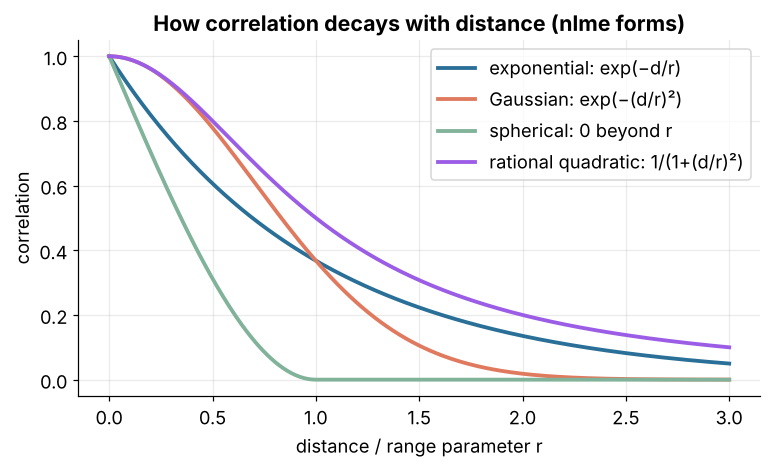 How correlation decays with distance (nlme forms)
exponential: exp(−d/r)
Gaussian: exp(−(d/r)²)
spherical: 0 beyond r
rational quadratic: 1/(1+(d/r)²)
correlation
1.0
0.8
0.6
0.4
0.2
0.0
0.0 0.5 1.0 1.5 2.0 2.5 3.0
distance / range parameter r